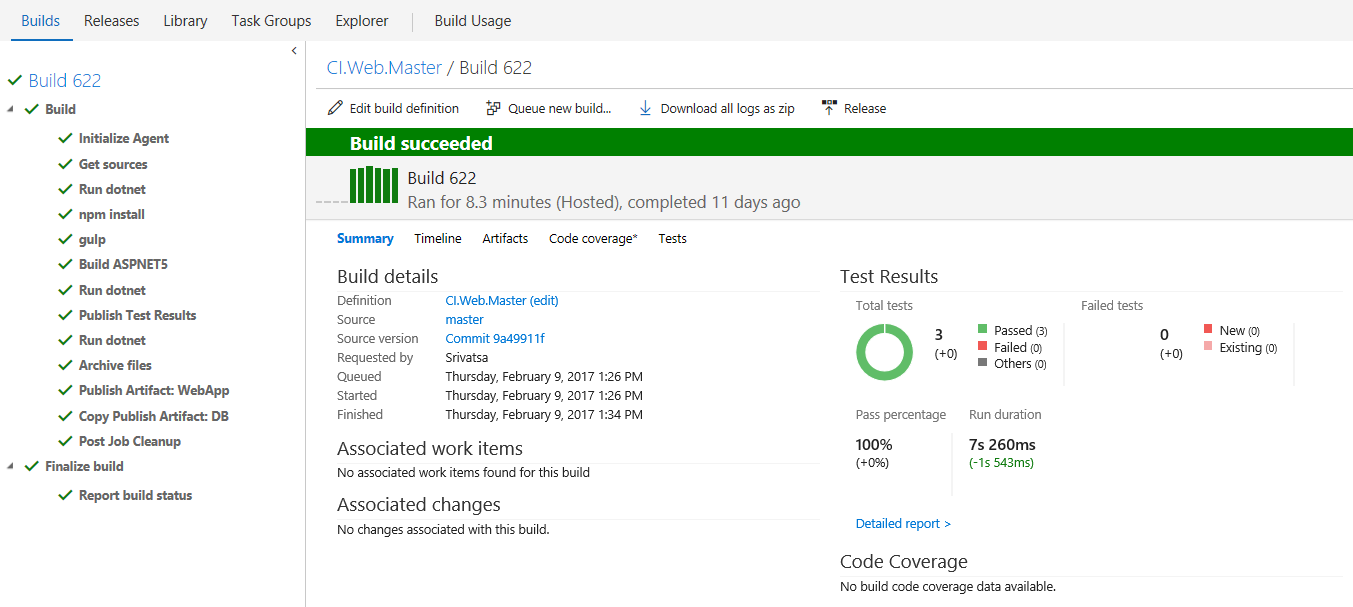 Builds Releases Library Task Groups Explorer Build Usage
Build 622
Build
Initialize Agent
Get sources
Run dotnet
npm install
gulp
Build ASPNET5
Run dotnet
Publish Test Results
Run dotnet
Archive files
Publish Artifact: WebApp
Copy Publish Artifact: DB
Post Job Cleanup
Finalize build
Report build status
CI.Web.Master / Build 622
Edit build definition Queue new build... Download all logs as zip Release
Build succeeded
Build 622
Ran for 8.3 minutes (Hosted), completed 11 days ago
Summary Timeline Artifacts Code coverage* Tests
Build details
Definition CI.Web.Master (edit)
Source master
Source version Commit 9a49911f
Requested by Srivatsa
Queued Thursday, February 9, 2017 1:26 PM
Started Thursday, February 9, 2017 1:26 PM
Finished Thursday, February 9, 2017 1:34 PM
Associated work items
No associated work items found for this build
Associated changes
No changes associated with this build.
Test Results
Total tests
3
(+0)
Passed (3)
Failed (0)
Others (0)
Failed tests
0
(+0)
New (0)
Existing (0)
Pass percentage
100%
(+0%)
Run duration
7s 260ms
(-1s 543ms)
Detailed report >
Code Coverage
No build code coverage data available.